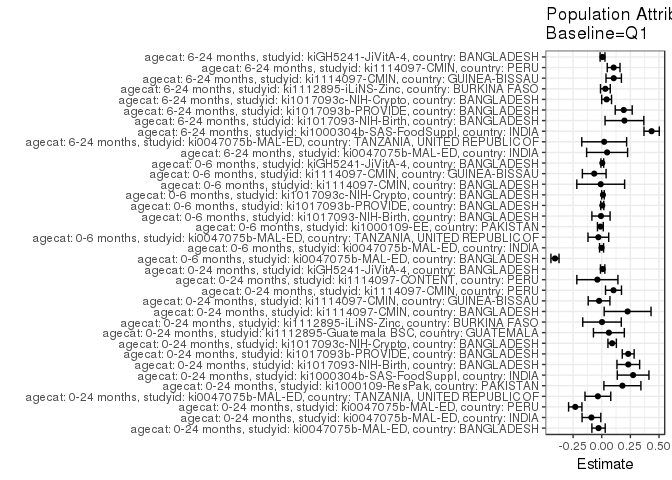 Population Attrib
Baseline=Q1
agecat: 6-24 months, studyid: kiGH5241-JiVitA-4, country: BANGLADESH
agecat: 6-24 months, studyid: ki1114097-CMIN, country: PERU
agecat: 6-24 months, studyid: ki1114097-CMIN, country: GUINEA-BISSAU
agecat: 6-24 months, studyid: ki1112895-iLiNS-Zinc, country: BURKINA FASO
agecat: 6-24 months, studyid: ki1017093c-NIH-Crypto, country: BANGLADESH
agecat: 6-24 months, studyid: ki1017093b-PROVIDE, country: BANGLADESH
agecat: 6-24 months, studyid: ki1017093-NIH-Birth, country: BANGLADESH
agecat: 6-24 months, studyid: ki1000304b-SAS-FoodSuppl, country: INDIA
agecat: 6-24 months, studyid: ki0047075b-MAL-ED, country: TANZANIA, UNITED REPUBLIC OF
agecat: 6-24 months, studyid: ki0047075b-MAL-ED, country: INDIA
agecat: 0-6 months, studyid: kiGH5241-JiVitA-4, country: BANGLADESH
agecat: 0-6 months, studyid: ki1114097-CMIN, country: GUINEA-BISSAU
agecat: 0-6 months, studyid: ki1114097-CMIN, country: BANGLADESH
agecat: 0-6 months, studyid: ki1017093c-NIH-Crypto, country: BANGLADESH
agecat: 0-6 months, studyid: ki1017093b-PROVIDE, country: BANGLADESH
agecat: 0-6 months, studyid: ki1017093-NIH-Birth, country: BANGLADESH
agecat: 0-6 months, studyid: ki1000109-EE, country: PAKISTAN
agecat: 0-6 months, studyid: ki0047075b-MAL-ED, country: TANZANIA, UNITED REPUBLIC OF
agecat: 0-6 months, studyid: ki0047075b-MAL-ED, country: INDIA
agecat: 0-6 months, studyid: ki0047075b-MAL-ED, country: BANGLADESH
agecat: 0-24 months, studyid: kiGH5241-JiVitA-4, country: BANGLADESH
agecat: 0-24 months, studyid: ki1114097-CONTENT, country: PERU
agecat: 0-24 months, studyid: ki1114097-CMIN, country: PERU
agecat: 0-24 months, studyid: ki1114097-CMIN, country: GUINEA-BISSAU
agecat: 0-24 months, studyid: ki1114097-CMIN, country: BANGLADESH
agecat: 0-24 months, studyid: ki1112895-iLiNS-Zinc, country: BURKINA FASO
agecat: 0-24 months, studyid: ki1112895-Guatemala BSC, country: GUATEMALA
agecat: 0-24 months, studyid: ki1017093c-NIH-Crypto, country: BANGLADESH
agecat: 0-24 months, studyid: ki1017093b-PROVIDE, country: BANGLADESH
agecat: 0-24 months, studyid: ki1017093-NIH-Birth, country: BANGLADESH
agecat: 0-24 months, studyid: ki1000304b-SAS-FoodSuppl, country: INDIA
agecat: 0-24 months, studyid: ki1000109-ResPak, country: PAKISTAN
agecat: 0-24 months, studyid: ki0047075b-MAL-ED, country: TANZANIA, UNITED REPUBLIC OF
agecat: 0-24 months, studyid: ki0047075b-MAL-ED, country: PERU
agecat: 0-24 months, studyid: ki0047075b-MAL-ED, country: INDIA
agecat: 0-24 months, studyid: ki0047075b-MAL-ED, country: BANGLADESH
-0.25 0.00 0.25 0.50
Estimate